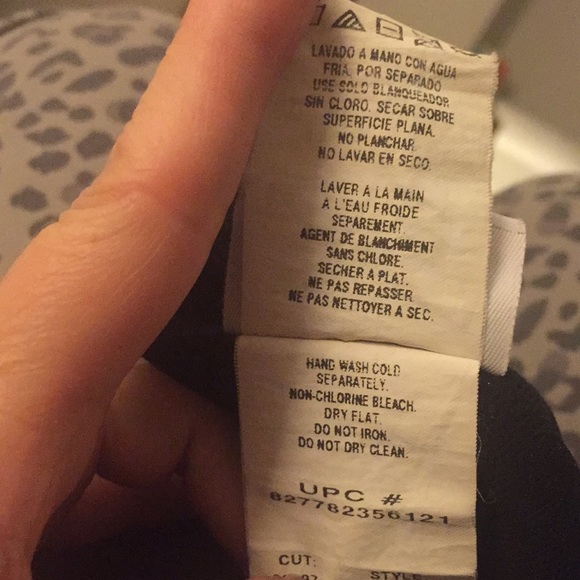 LAVADO A MANO CON AGUA
FRIA. POR SEPARADO
USE SOLO BLANQUEADOR
SIN CLORO. SECAR SOBRE
SUPERFICIE PLANA.
NO PLANCHAR
NO LAVAR EN SECO.
LAVER A LA MAIN
A L'EAU FROIDE
SEPAREMENT.
AGENT DE BLANCHIMENT
SANS CHLORE.
SECHER A PLAT.
NE PAS REPASSER
NE PAS NETTOYER A SEC.
HAND WASH COLD
SEPARATELY.
NON-CHLORINE BLEACH.
DRY FLAT.
DO NOT IRON.
DO NOT DRY CLEAN.
UPC #
627782356121
CUT:
STYLE